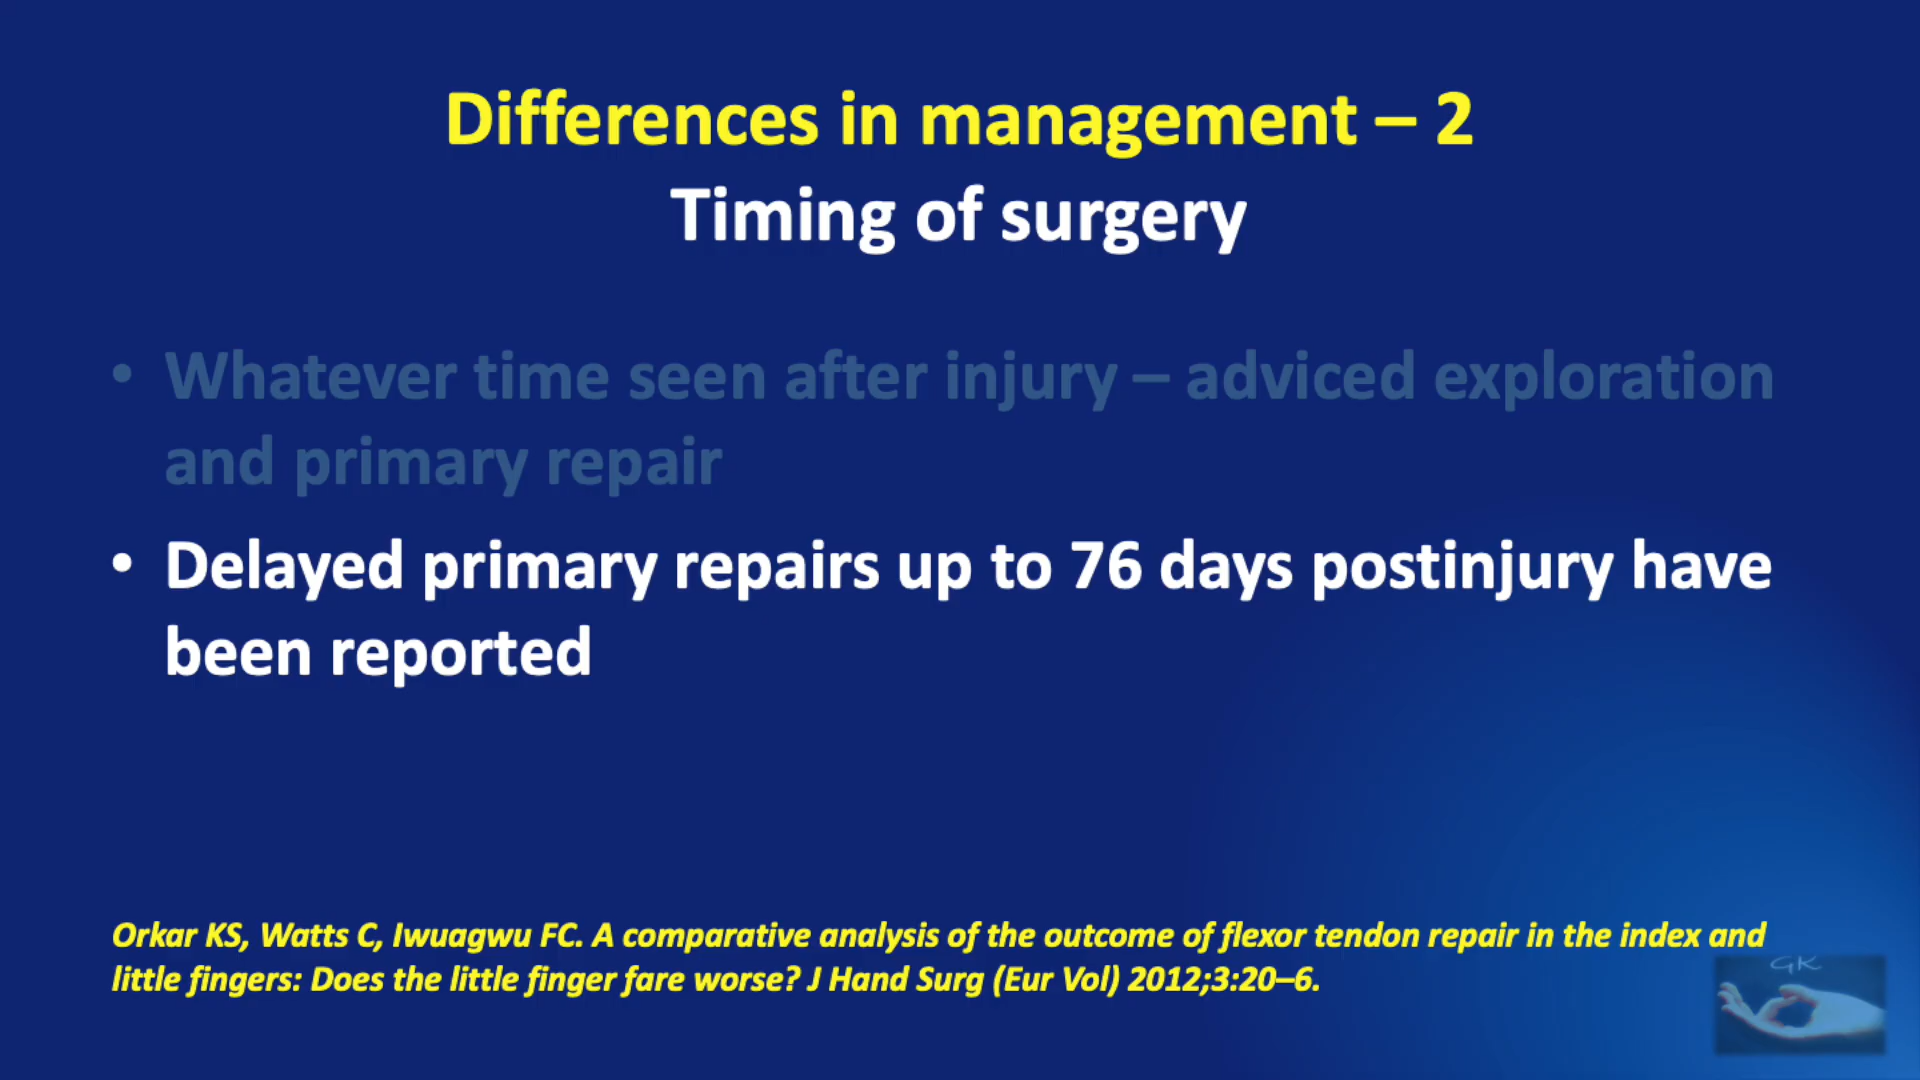 Differences in management – 2
Timing of surgery
• Whatever time seen after injury – adviced exploration
and primary repair
• Delayed primary repairs up to 76 days postinjury have
been reported
Orkar KS, Watts C, Iwuagwu FC. A comparative analysis of the outcome of flexor tendon repair in the index and
little fingers: Does the little finger fare worse? J Hand Surg (Eur Vol) 2012;3:20–6.
GK